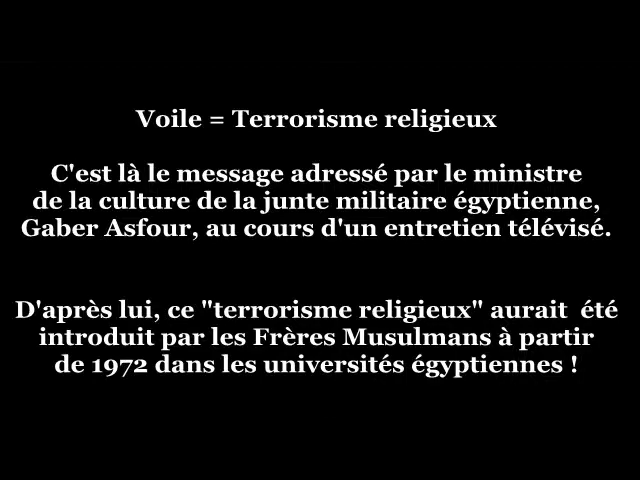 Voile = Terrorisme religieux
C'est là le message adressé par le ministre
de la culture de la junte militaire égyptienne,
Gaber Asfour, au cours d'un entretien télévisé.
D'après lui, ce "terrorisme religieux" aurait  été
introduit par les Frères Musulmans à partir
de 1972 dans les universités égyptiennes !